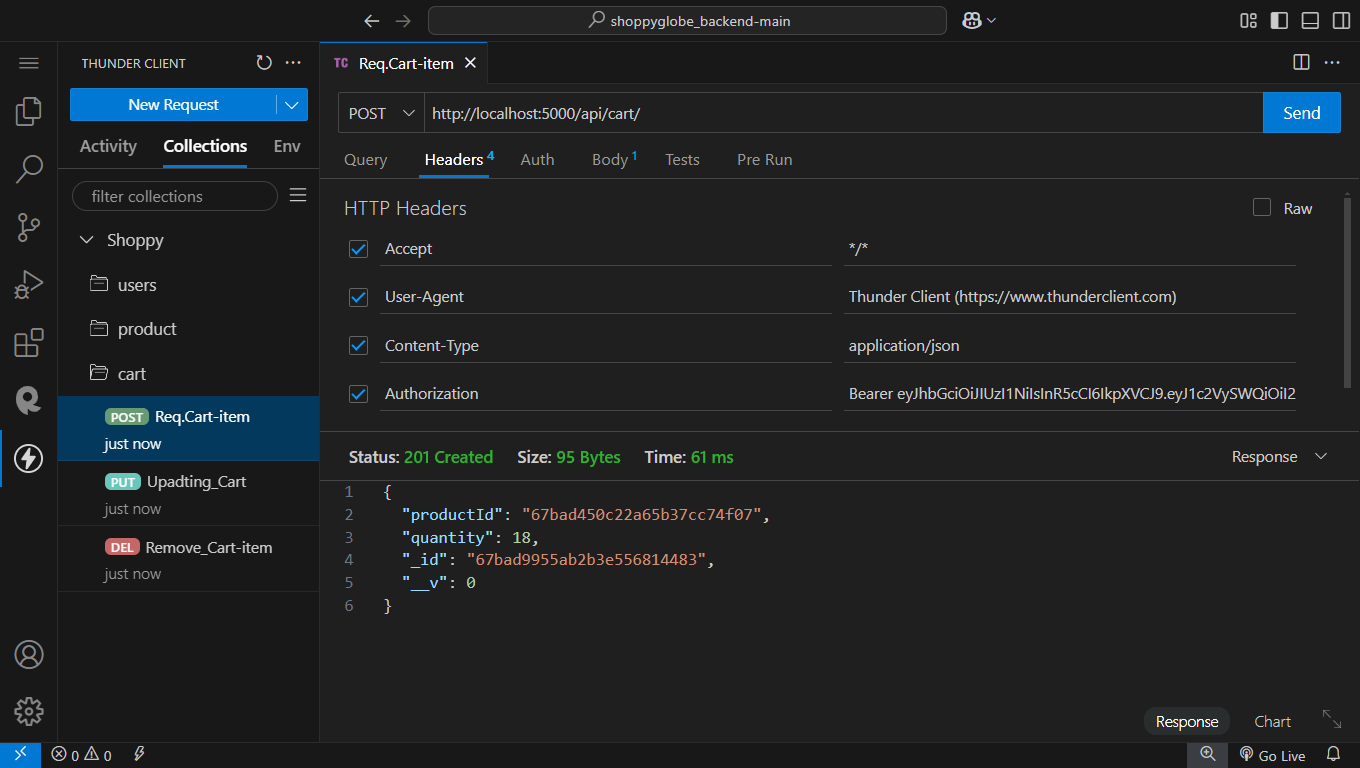 shoppyglobe_backend-main
THUNDER CLIENT
New Request
Activity Collections Env
filter collections
Shoppy
users
product
cart
POST Req.Cart-item
just now
PUT Upadting_Cart
just now
DEL Remove_Cart-item
just now
TC Req.Cart-item
POST http://localhost:5000/api/cart/ Send
Query Headers 4 Auth Body 1 Tests Pre Run
HTTP Headers Raw
Accept */*
User-Agent Thunder Client (https://www.thunderclient.com)
Content-Type application/json
Authorization Bearer eyJhbGciOiJIUzI1NiIsInR5cCI6IkpXVCJ9.eyJ1c2VySWQiOiI2
Status: 201 Created Size: 95 Bytes Time: 61 ms Response
1 {
2 "productId": "67bad450c22a65b37cc74f07",
3 "quantity": 18,
4 "_id": "67bad9955ab2b3e556814483",
5 "__v": 0
6 }
Response Chart
0 0 Go Live